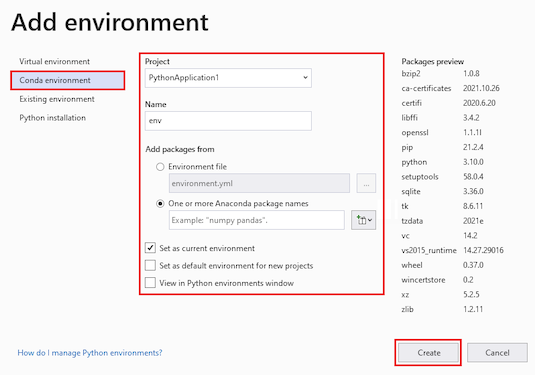 Add environment
Virtual environment
Conda environment
Existing environment
Python installation
Project
PythonApplication1
Name
env
Add packages from
Environment file
environment.yml
...
One or more Anaconda package names
Example: "numpy pandas".
Set as current environment
Set as default environment for new projects
View in Python environments window
Packages preview
bzip2 1.0.8
ca-certificates 2021.10.26
certifi 2020.6.20
libffi 3.4.2
openssl 1.1.1l
pip 21.2.4
python 3.10.0
setuptools 58.0.4
sqlite 3.36.0
tk 8.6.11
tzdata 2021e
vc 14.2
vs2015_runtime 14.27.29016
wheel 0.37.0
wincertstore 0.2
xz 5.2.5
zlib 1.2.11
How do I manage Python environments?
Create
Cancel